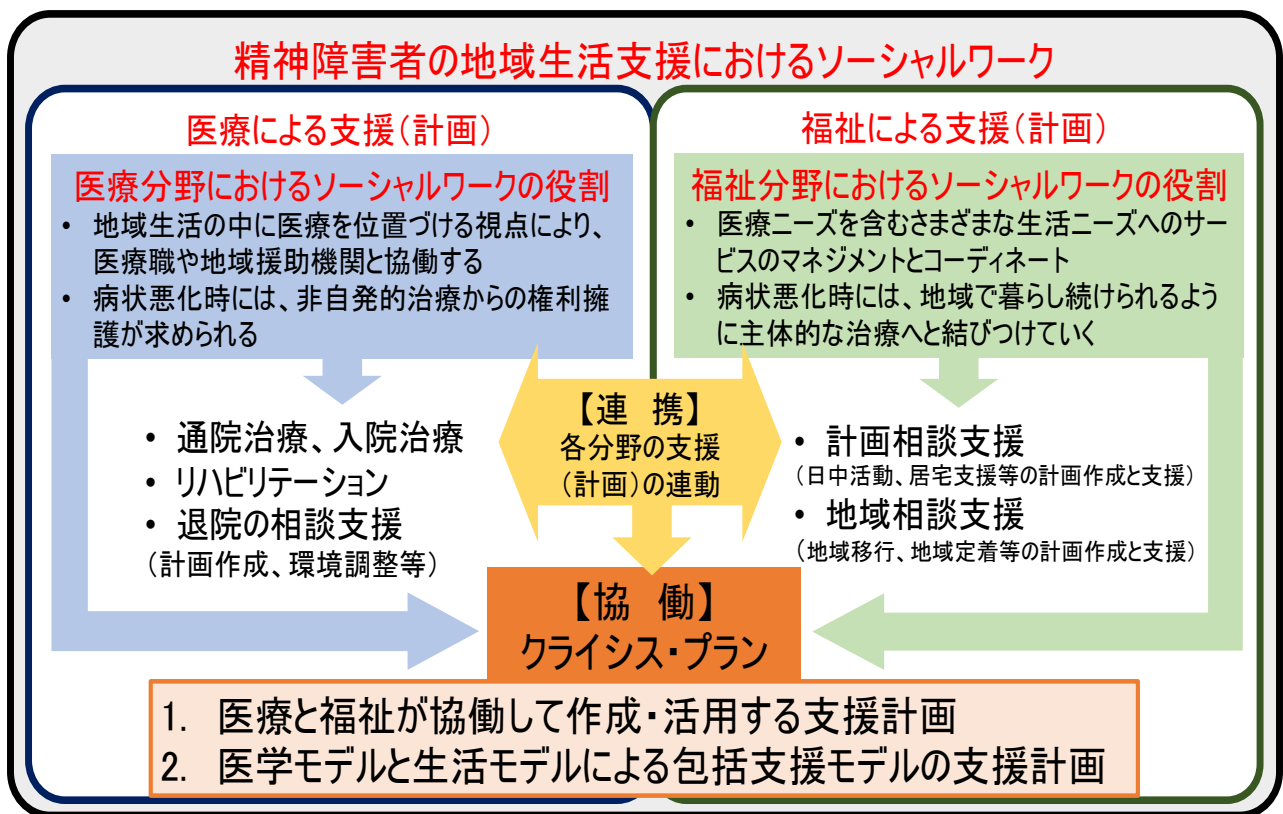 精神障害者の地域生活支援におけるソーシャルワーク
医療による支援(計画)
医療分野におけるソーシャルワークの役割
• 地域生活の中に医療を位置づける視点により、
医療職や地域援助機関と協働する
• 病状悪化時には、非自発的治療からの権利擁
護が求められる
• 通院治療、入院治療
• リハビリテーション
• 退院の相談支援
(計画作成、環境調整等)
福祉による支援(計画)
福祉分野におけるソーシャルワークの役割
• 医療ニーズを含むさまざまな生活ニーズへのサー
ビスのマネジメントとコーディネート
• 病状悪化時には、地域で暮らし続けられるよう
に主体的な治療へと結びつけていく
• 計画相談支援
(日中活動、居宅支援等の計画作成と支援)
• 地域相談支援
(地域移行、地域定着等の計画作成と支援)
【連 携】
各分野の支援
(計画)の連動
【協 働】
クライシス・プラン
1. 医療と福祉が協働して作成・活用する支援計画
2. 医学モデルと生活モデルによる包括支援モデルの支援計画